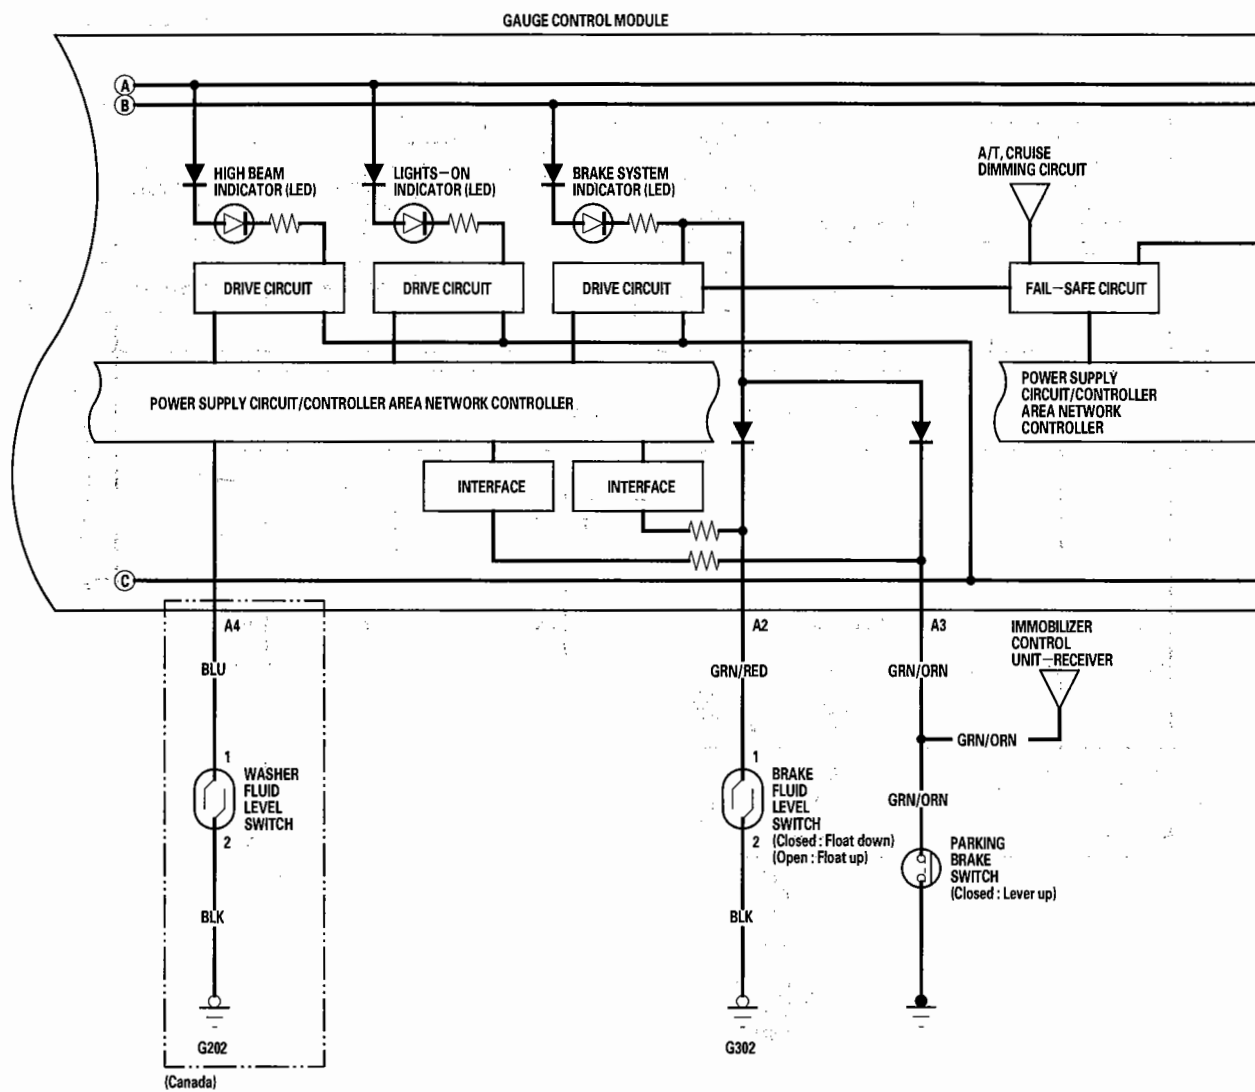 GAUGE CONTROL MODULE
A
B
HIGH BEAM
INDICATOR (LED)
LIGHTS-ON
INDICATOR (LED)
BRAKE SYSTEM
INDICATOR (LED)
A/T, CRUISE
DIMMING CIRCUIT
DRIVE CIRCUIT
DRIVE CIRCUIT
DRIVE CIRCUIT
FAIL-SAFE CIRCUIT
POWER SUPPLY CIRCUIT/CONTROLLER AREA NETWORK CONTROLLER
POWER SUPPLY
CIRCUIT/CONTROLLER
AREA NETWORK
CONTROLLER
INTERFACE
INTERFACE
C
A4
A2
A3
IMMOBILIZER
CONTROL
UNIT-RECEIVER
BLU
GRN/RED
GRN/ORN
GRN/ORN
GRN/ORN
1
WASHER
FLUID
LEVEL
SWITCH
2
1
BRAKE
FLUID
LEVEL
SWITCH
2
(Closed : Float down)
(Open : Float up)
PARKING
BRAKE
SWITCH
(Closed : Lever up)
BLK
BLK
G202
G302
(Canada)